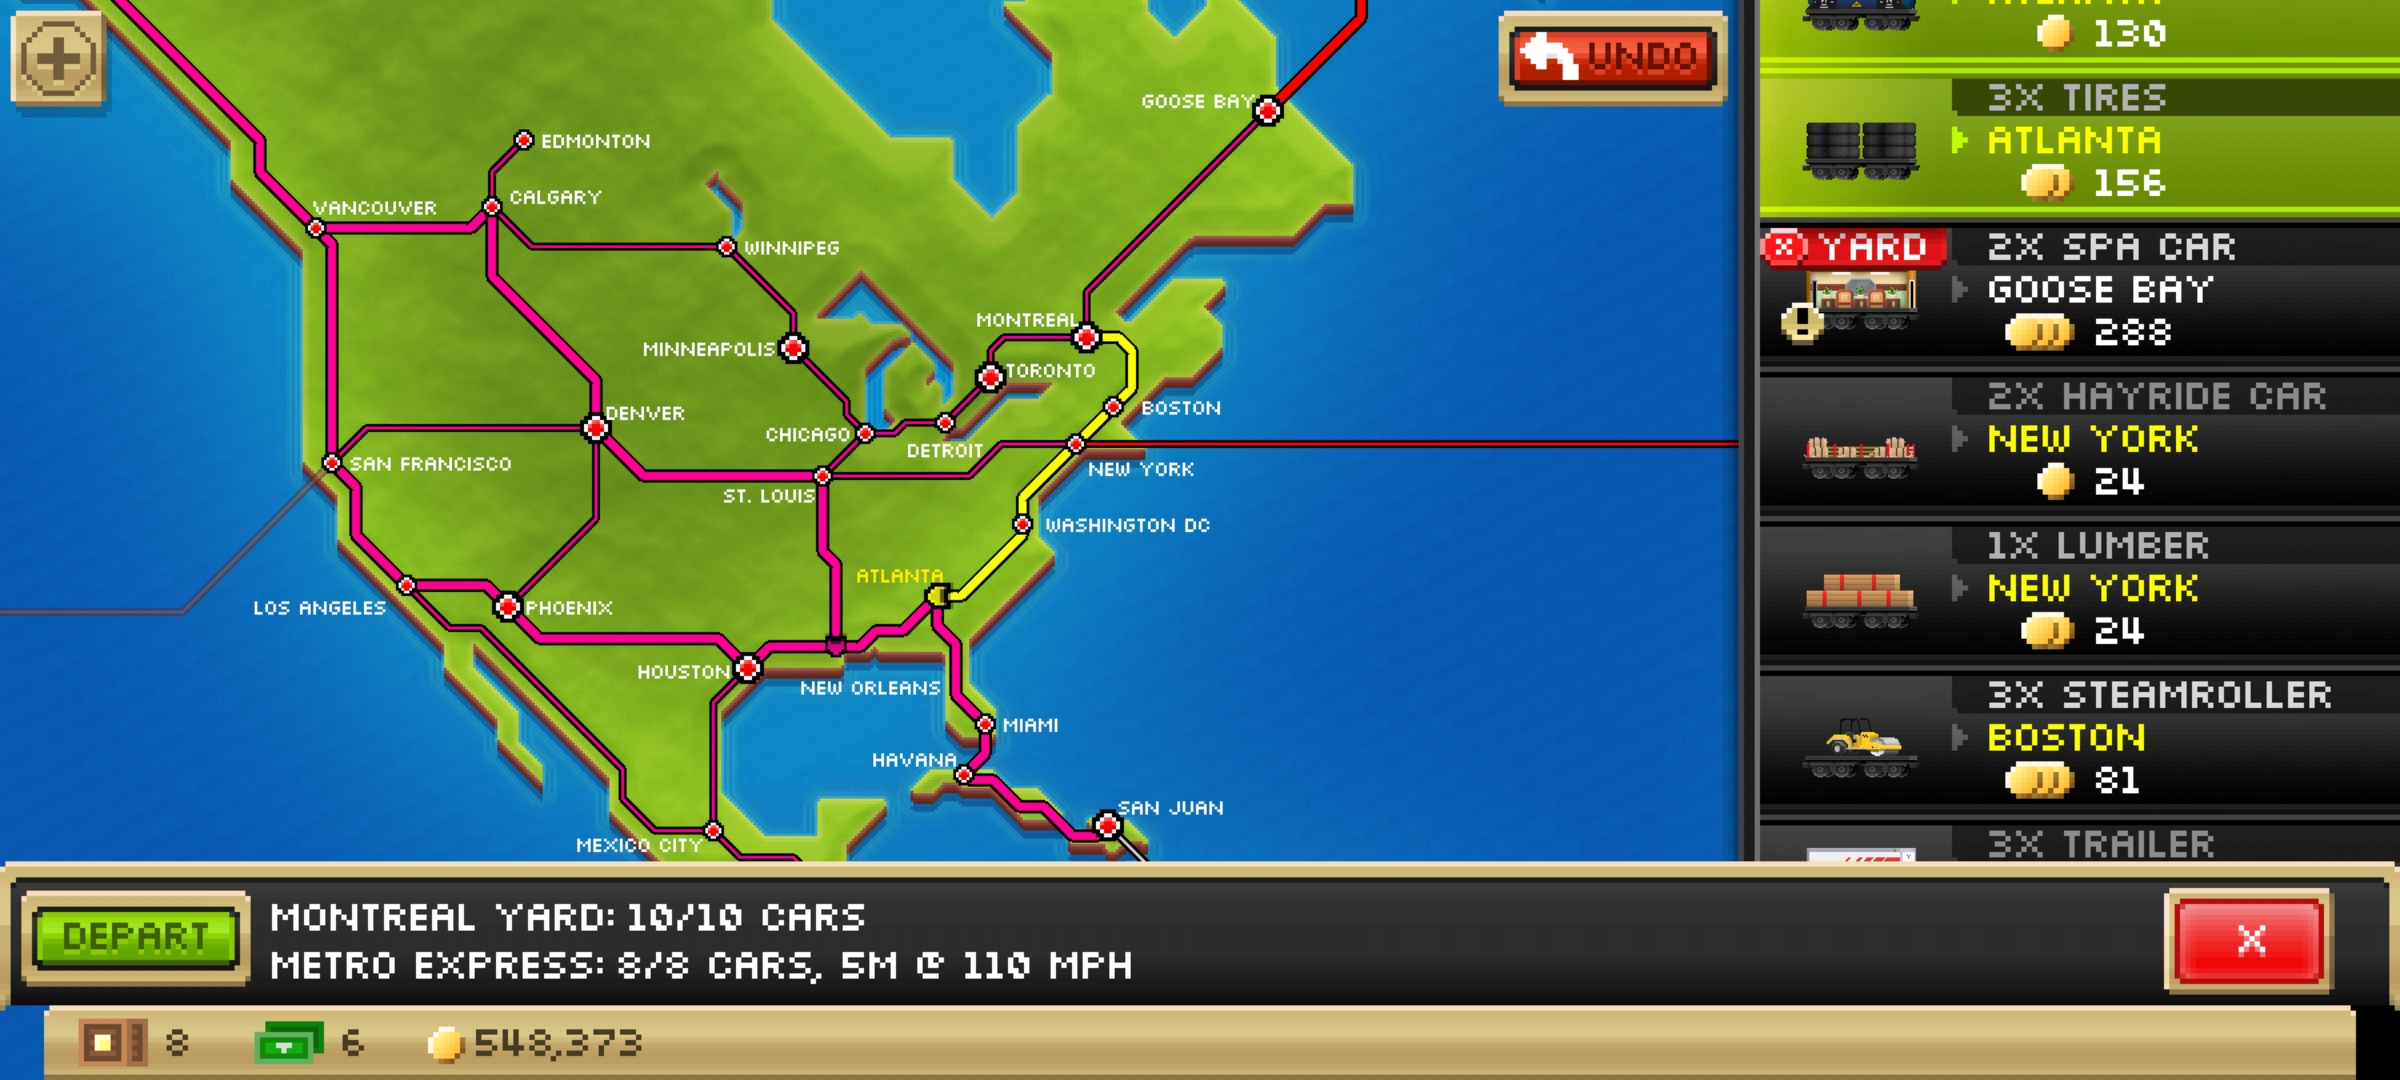 UNDO
GOOSE BAY
EDMONTON
CALGARY
VANCOUVER
WINNIPEG
MONTREAL
MINNEAPOLIS
TORONTO
BOSTON
DENVER
CHICAGO
DETROIT
NEW YORK
SAN FRANCISCO
ST. LOUIS
WASHINGTON DC
ATLANTA
LOS ANGELES
PHOENIX
HOUSTON
NEW ORLEANS
MIAMI
HAVANA
SAN JUAN
MEXICO CITY
ATLANTA
130
3X TIRES
ATLANTA
156
X YARD
2X SPA CAR
GOOSE BAY
288
2X HAYRIDE CAR
NEW YORK
24
1X LUMBER
NEW YORK
24
3X STEAMROLLER
BOSTON
81
3X TRAILER
DEPART
MONTREAL YARD: 10/10 CARS
METRO EXPRESS: 8/8 CARS, 5M @ 110 MPH
X
8
6
548,373